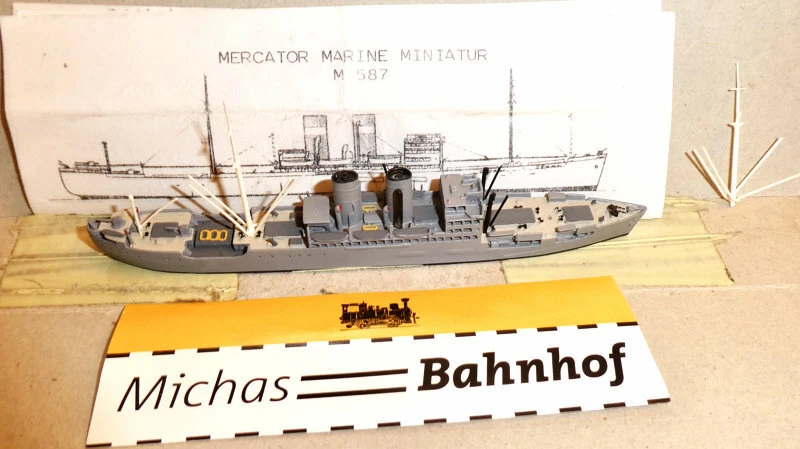 MERCATOR MARINE MINIATUR
M 587
Michas Bahnhof